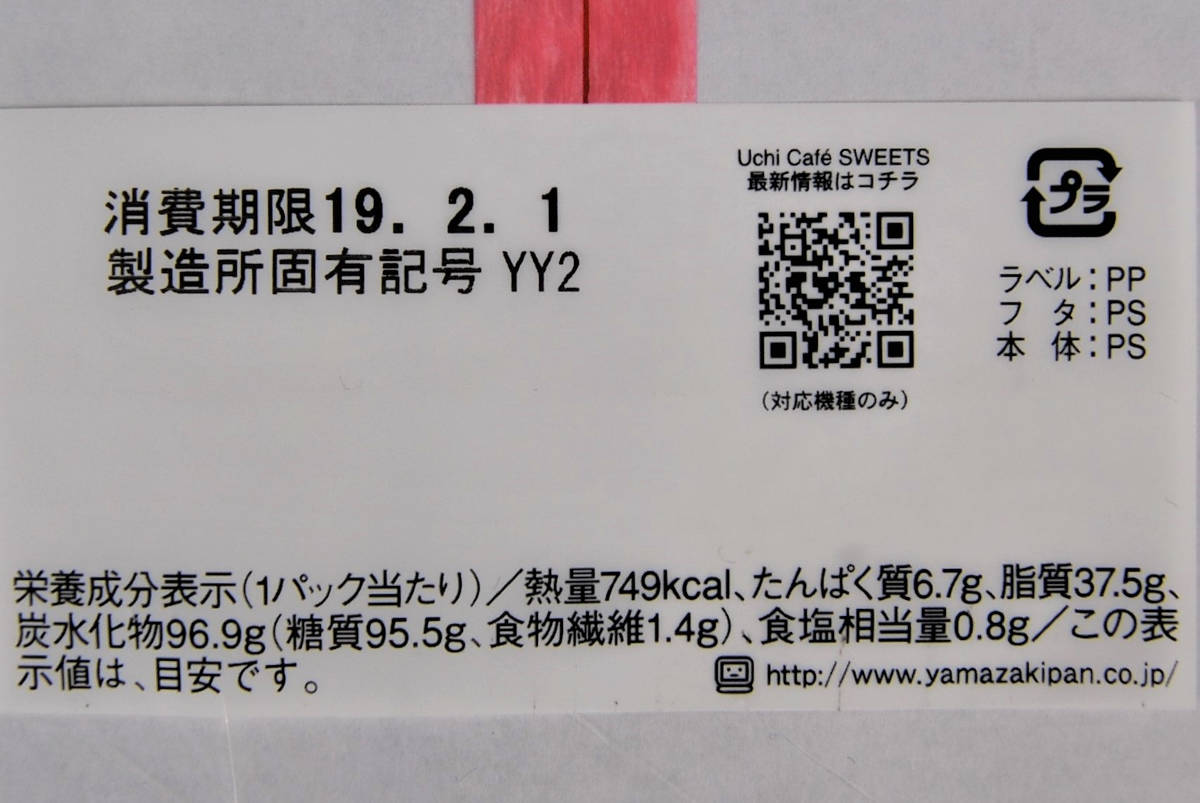 消費期限19. 2. 1
製造所固有記号 YY2
Uchi Café SWEETS
最新情報はコチラ
(対応機種のみ)
プラ
ラベル:PP
フタ:PS
本体:PS
栄養成分表示(1パック当たり)/熱量749kcal、たんぱく質6.7g、脂質37.5g、
炭水化物96.9g(糖質95.5g、食物繊維1.4g)、食塩相当量0.8g/この表
示値は、目安です。
http://www.yamazakipan.co.jp/